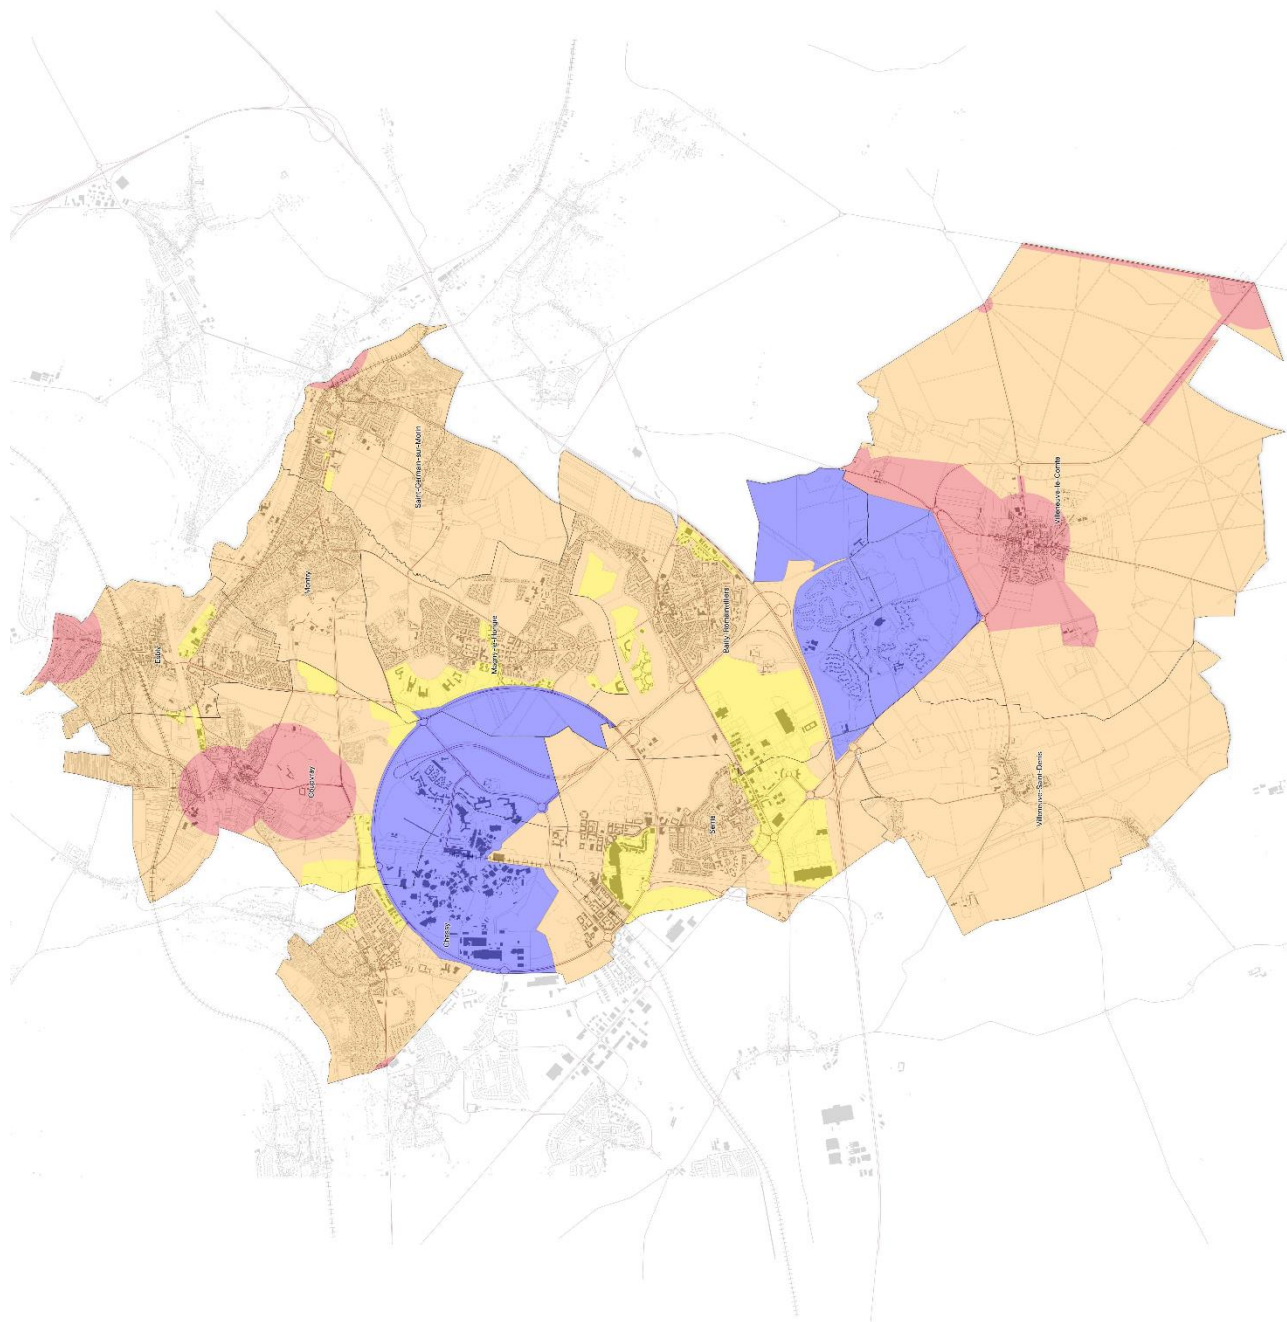 Saint-Germain-sur-Morin
Montry
Esbly
Villeneuve-le-Comte
Magny-le-Hongre
Bailly-Romainvilliers
Coupvray
Villeneuve-Saint-Denis
Serris
Chessy